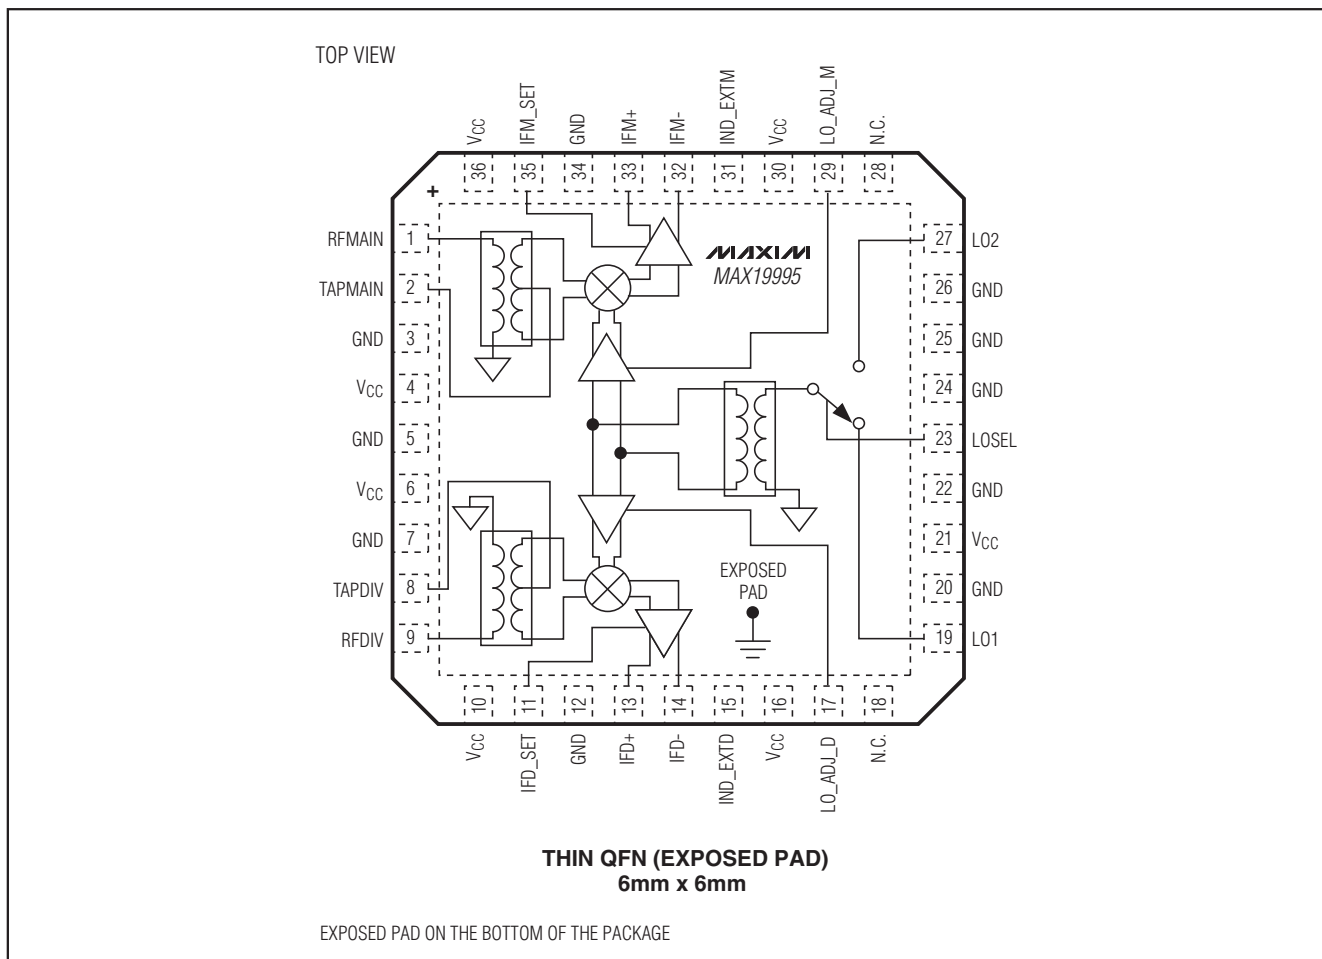 TOP VIEW
VCC
IFM_SET
GND
IFM+
IFM-
IND_EXTM
VCC
LO_ADJ_M
N.C.
36
35
34
33
32
31
30
29
28
+
RFMAIN 1
TAPMAIN 2
GND 3
VCC 4
GND 5
VCC 6
GND 7
TAPDIV 8
RFDIV 9
MAXIM
MAX19995
27 LO2
26 GND
25 GND
24 GND
23 LOSEL
22 GND
21 VCC
20 GND
19 LO1
EXPOSED
PAD
10
11
12
13
14
15
16
17
18
VCC
IFD_SET
GND
IFD+
IFD-
IND_EXTD
VCC
LO_ADJ_D
N.C.
THIN QFN (EXPOSED PAD)
6mm x 6mm
EXPOSED PAD ON THE BOTTOM OF THE PACKAGE